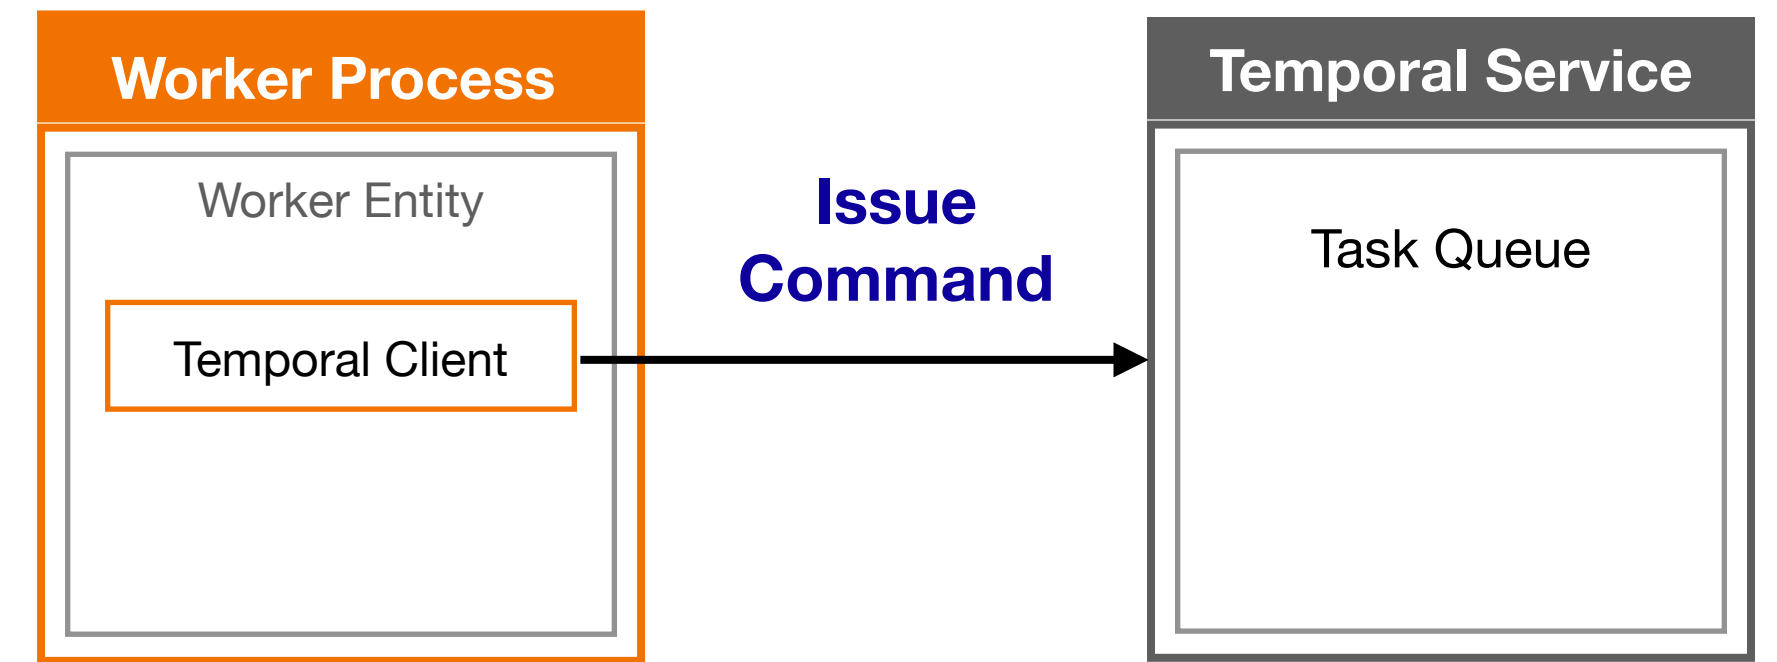 Worker Process
Worker Entity
Temporal Client
Issue
Command
Temporal Service
Task Queue